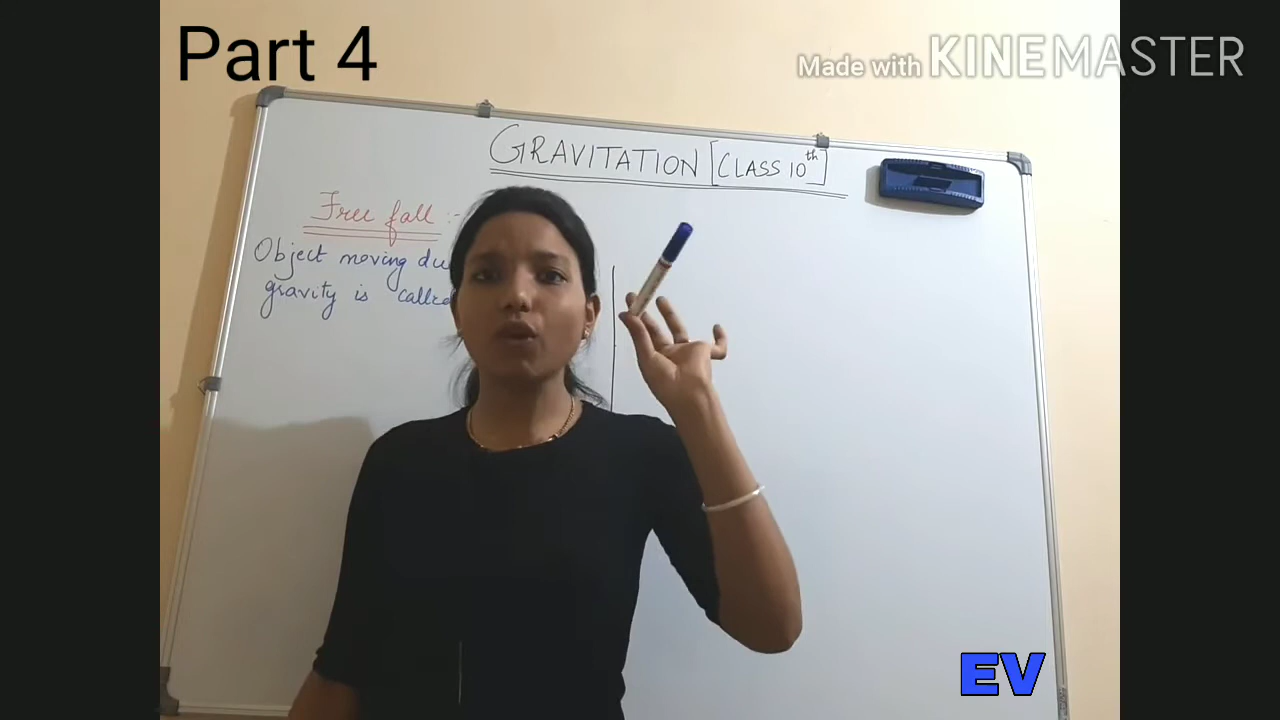 Part 4
Made with KINEMASTER
GRAVITATION [CLASS 10th]
Free fall :-
Object moving du
gravity is called
EV